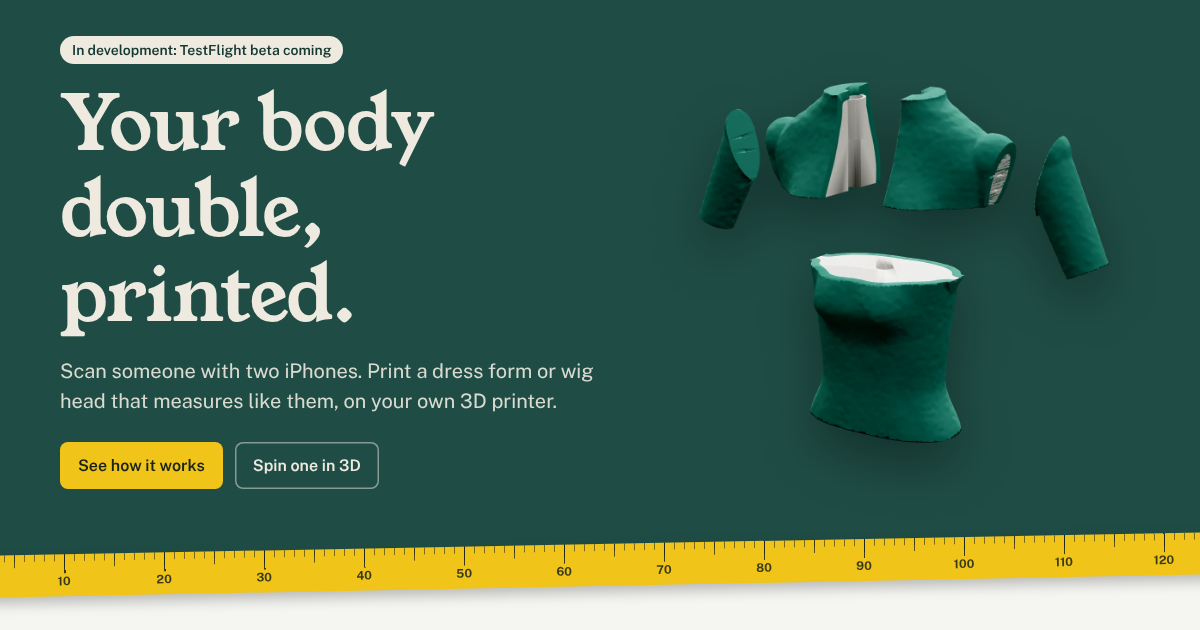 In development: TestFlight beta coming
Your body
double,
printed.
Scan someone with two iPhones. Print a dress form or wig
head that measures like them, on your own 3D printer.
See how it works
Spin one in 3D
10 20 30 40 50 60 70 80 90 100 110 120